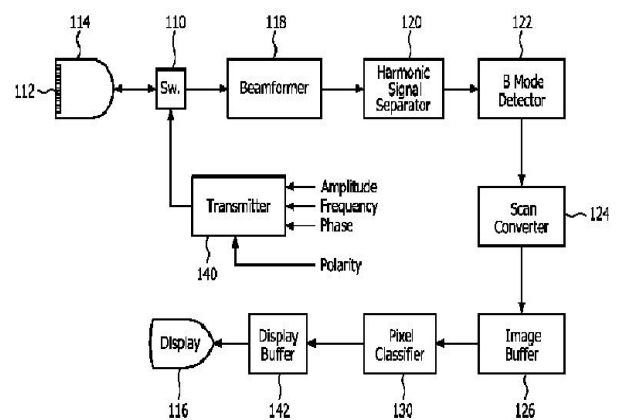 114
110
118
120
122
112
Sw.
Beamformer
Harmonic
Signal
Separator
B Mode
Detector
Transmitter
Amplitude
Frequency
Phase
Scan
Converter
124
140
Polarity
Display
Display
Buffer
Pixel
Classifier
Image
Buffer
116
142
130
126